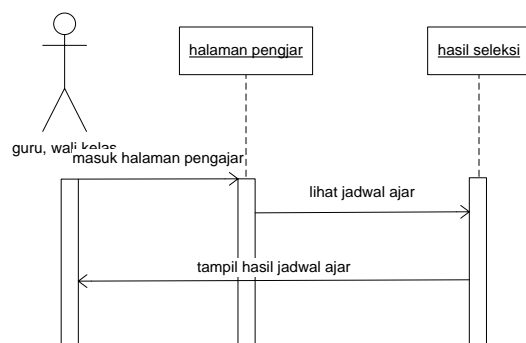 halaman pengjar
hasil seleksi
guru, wali kelas
masuk halaman pengajar
lihat jadwal ajar
tampil hasil jadwal ajar